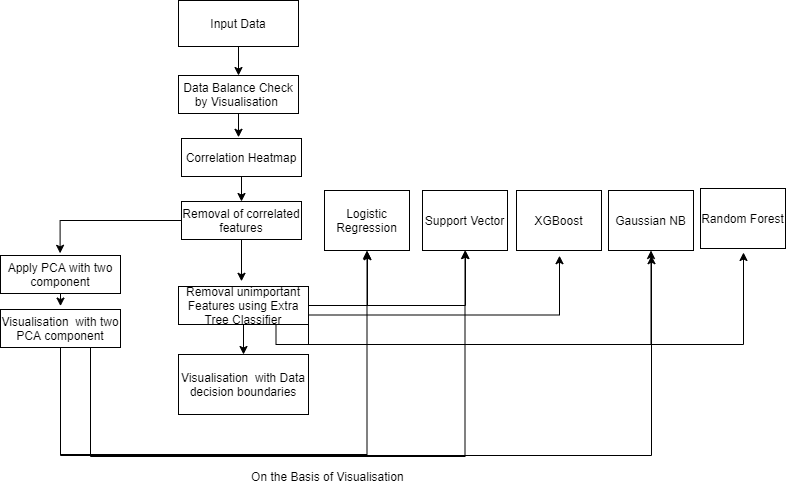 Input Data
Data Balance Check
by Visualisation
Correlation Heatmap
Removal of correlated
features
Logistic
Regression
Support Vector
XGBoost
Gaussian NB
Random Forest
Apply PCA with two
component
Removal unimportant
Features using Extra
Tree Classifier
Visualisation with two
PCA component
Visualisation with Data
decision boundaries
On the Basis of Visualisation